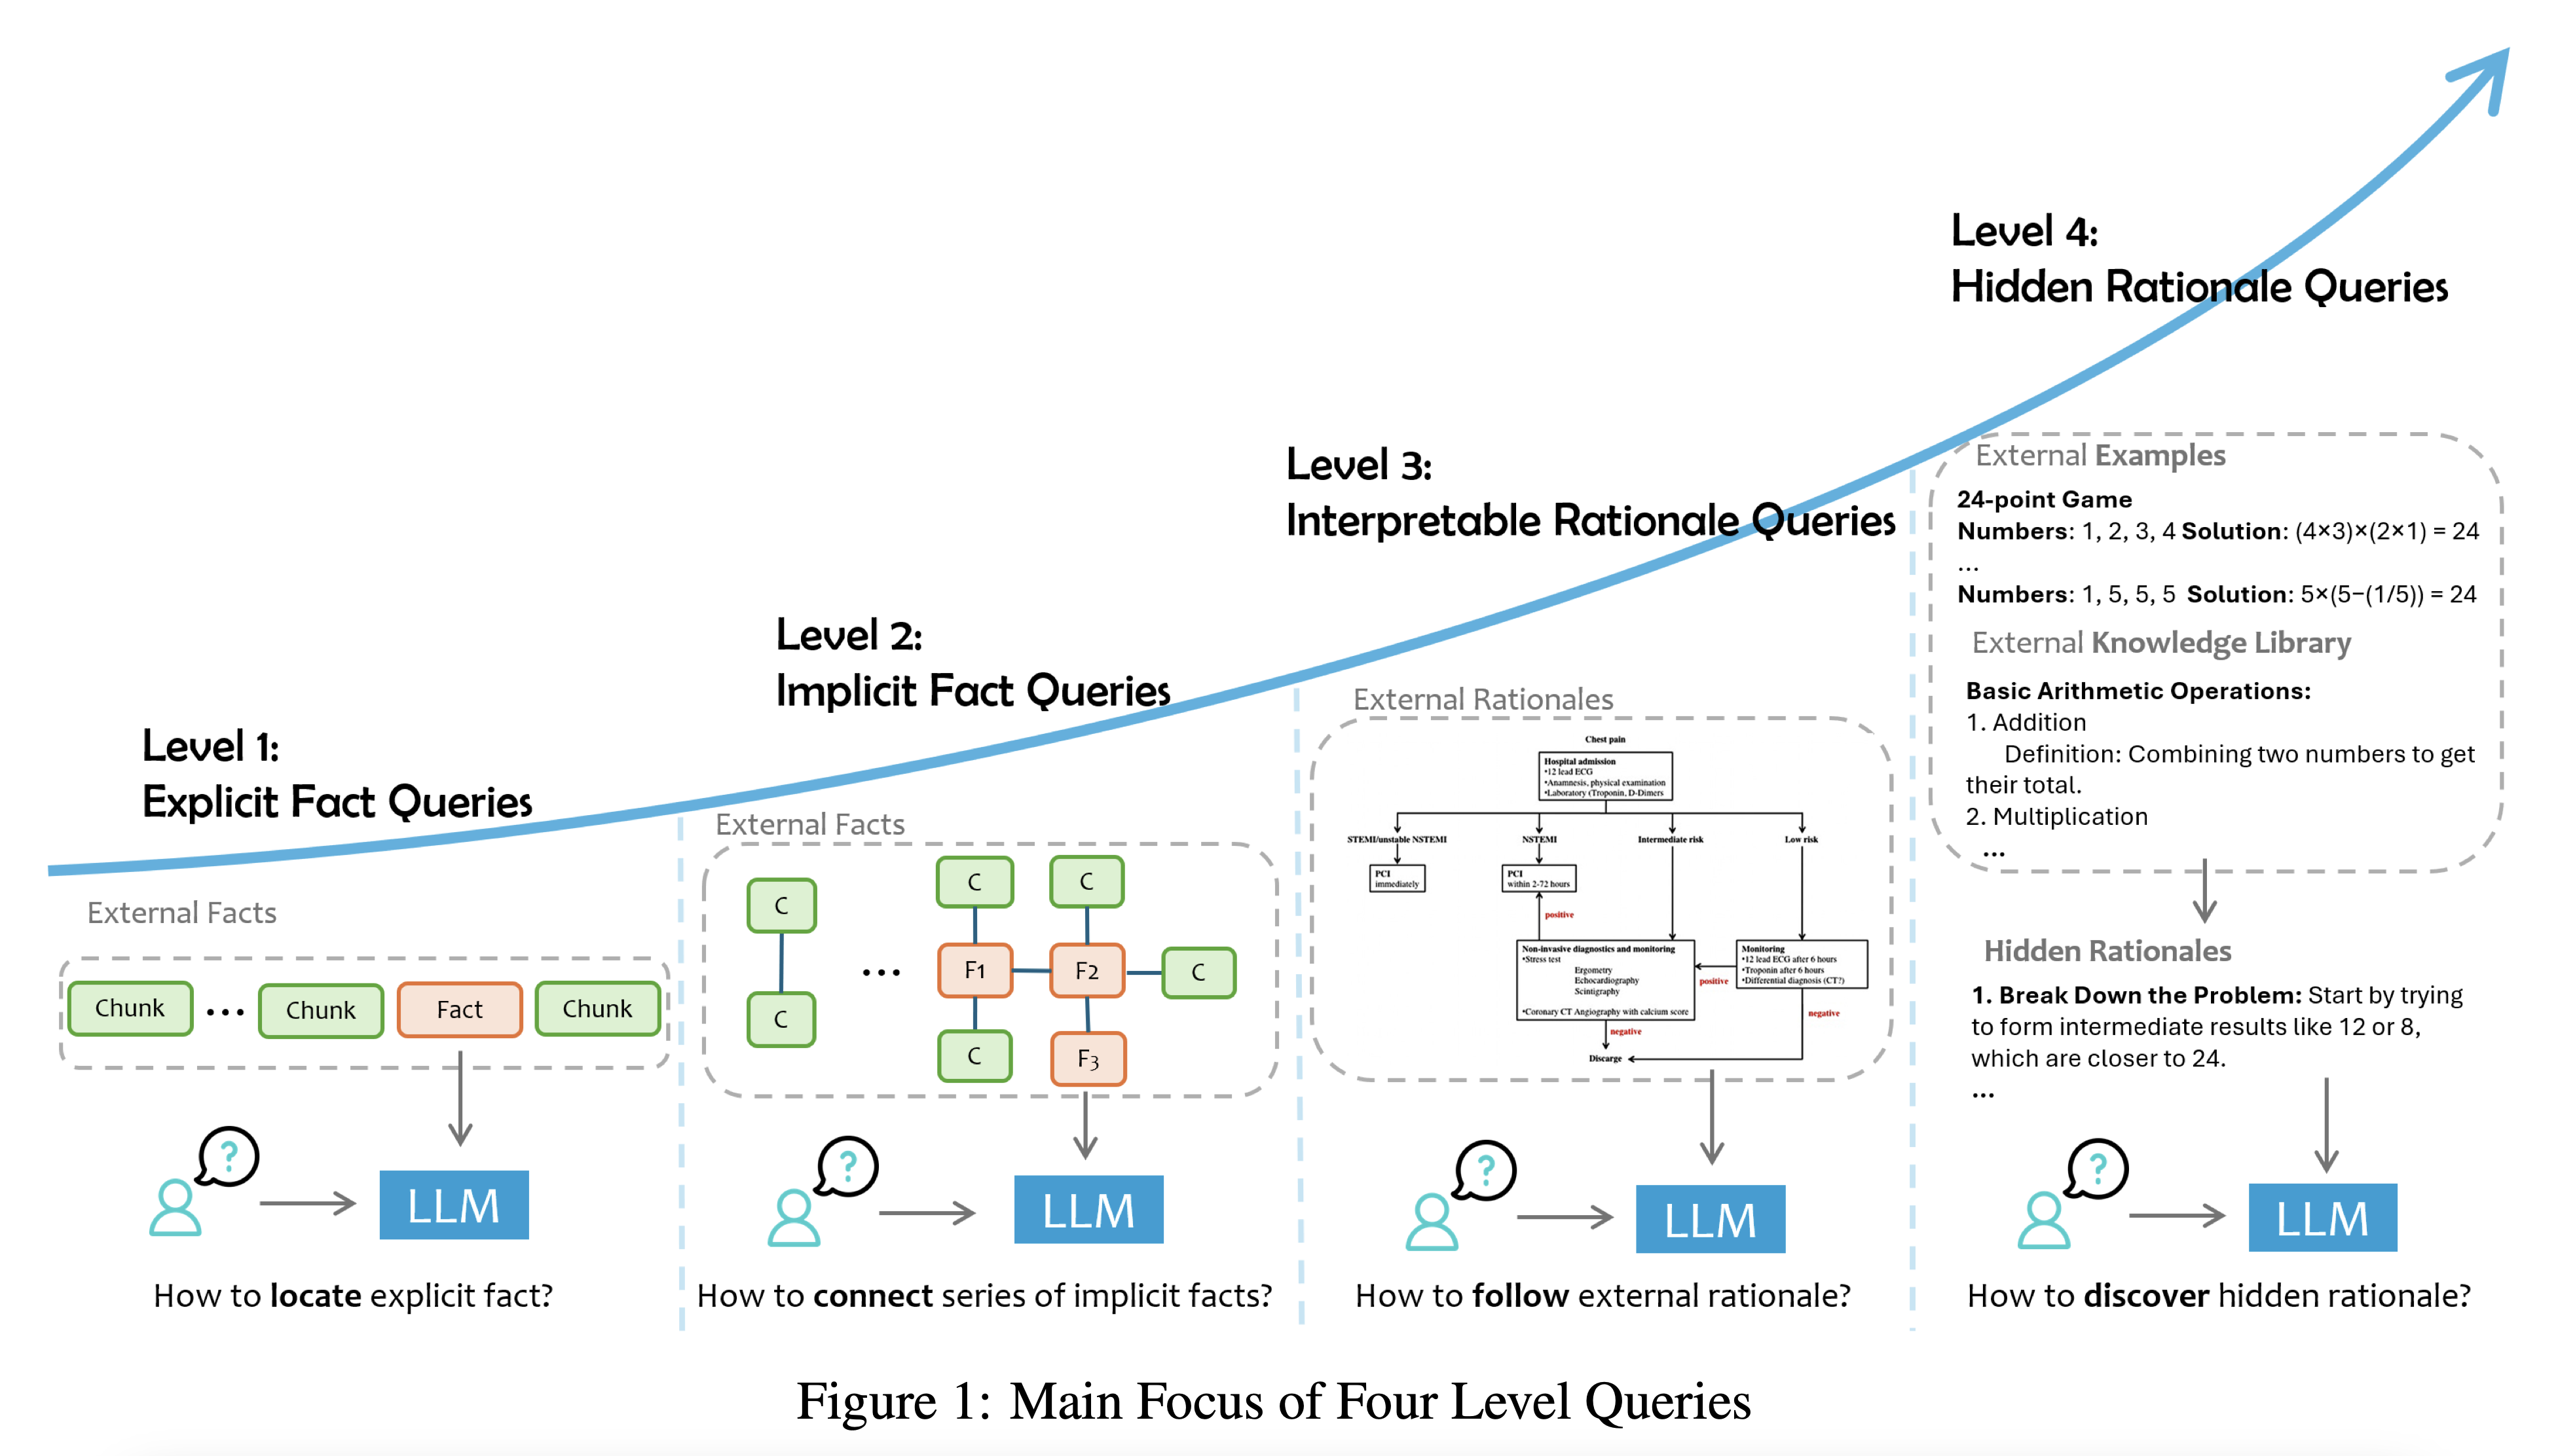 Level 1:
Explicit Fact Queries
External Facts
Chunk ... Chunk Fact Chunk
?
LLM
How to locate explicit fact?
Level 2:
Implicit Fact Queries
External Facts
C C C
... F1 F2 C
C C F3
?
LLM
How to connect series of implicit facts?
Level 3:
Interpretable Rationale Queries
External Rationales
Chest pain
Hospital admission
•12 lead ECG
•Anamnesis, physical examination
•Laboratory (Troponin, D-Dimers
STEMI/unstable NSTEMI NSTEMI Intermediate risk Low risk
PCI
immediately
PCI
within 2-72 hours
positive
Non-invasive diagnostics and monitoring
•Stress test
Ergometry
Echocardiography
Scintigraphy
•Coronary CT Angiography with calcium score
positive
Monitoring
•12 lead ECG after 6 hours
•Troponin after 6 hours
•Differential diagnosis (CT?)
negative
negative
Discharge
?
LLM
How to follow external rationale?
Level 4:
Hidden Rationale Queries
External Examples
24-point Game
Numbers: 1, 2, 3, 4 Solution: (4×3)×(2×1) = 24
...
Numbers: 1, 5, 5, 5 Solution: 5×(5−(1/5)) = 24
External Knowledge Library
Basic Arithmetic Operations:
1. Addition
Definition: Combining two numbers to get
their total.
2. Multiplication
...
Hidden Rationales
1. Break Down the Problem: Start by trying
to form intermediate results like 12 or 8,
which are closer to 24.
...
?
LLM
How to discover hidden rationale?
Figure 1: Main Focus of Four Level Queries